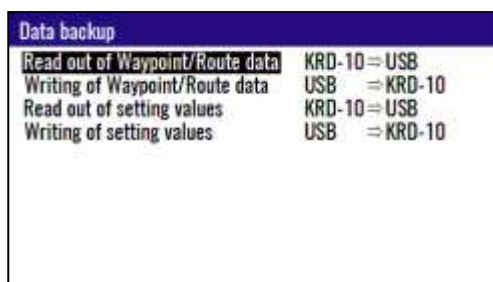 Data backup
Read out of Waypoint/Route data KRD-10⇒USB
Writing of Waypoint/Route data USB ⇒KRD-10
Read out of setting values KRD-10⇒USB
Writing of setting values USB ⇒KRD-10